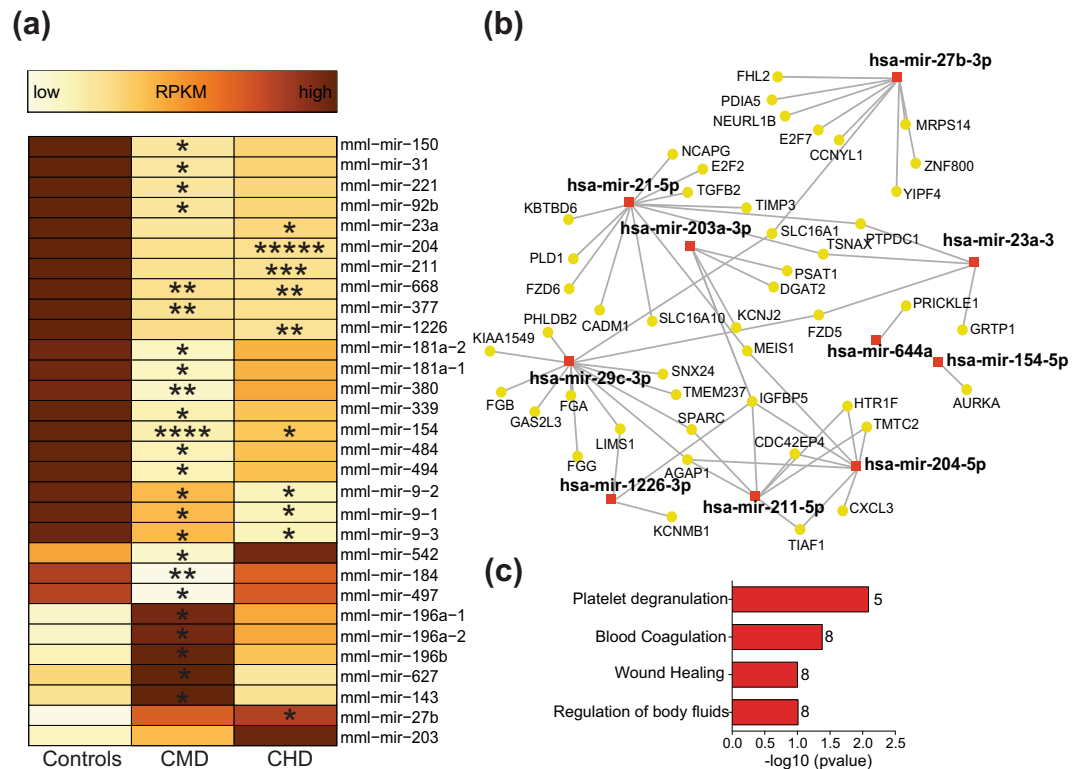 (a)
low RPKM high
mml−mir−150
*
mml−mir−31
*
mml−mir−221
*
mml−mir−92b
*
mml−mir−23a
*
mml−mir−204
*****
mml−mir−211
***
mml−mir−668
** **
mml−mir−377
**
mml−mir−1226
**
mml−mir−181a−2
*
mml−mir−181a−1
*
mml−mir−380
**
mml−mir−339
*
mml−mir−154
**** *
mml−mir−484
*
mml−mir−494
*
mml−mir−9−2
* *
mml−mir−9−1
* *
mml−mir−9−3
* *
mml−mir−542
*
mml−mir−184
**
mml−mir−497
*
mml−mir−196a−1
*
mml−mir−196a−2
*
mml−mir−196b
*
mml−mir−627
*
mml−mir−143
*
mml−mir−27b
*
mml−mir−203
Controls CMD CHD
(b)
hsa-mir-27b-3p
FHL2
PDIA5
NEURL1B
E2F7
CCNYL1
MRPS14
ZNF800
YIPF4
NCAPG
E2F2
hsa-mir-21-5p
TGFB2
TIMP3
KBTBD6
hsa-mir-203a-3p
SLC16A1
PTPDC1
TSNAX
hsa-mir-23a-3
PLD1
PSAT1
DGAT2
FZD6
PRICKLE1
CADM1
SLC16A10
KCNJ2
FZD5
GRTP1
PHLDB2
KIAA1549
MEIS1
hsa-mir-644a
hsa-mir-154-5p
hsa-mir-29c-3p
SNX24
TMEM237
FGB
GAS2L3
FGA
IGFBP5
HTR1F
AURKA
SPARC
TMTC2
LIMS1
CDC42EP4
FGG
AGAP1
hsa-mir-204-5p
hsa-mir-1226-3p
hsa-mir-211-5p
CXCL3
KCNMB1
TIAF1
(c)
Platelet degranulation 5
Blood Coagulation 8
Wound Healing 8
Regulation of body fluids 8
0.0 0.5 1.0 1.5 2.0 2.5
-log10 (pvalue)